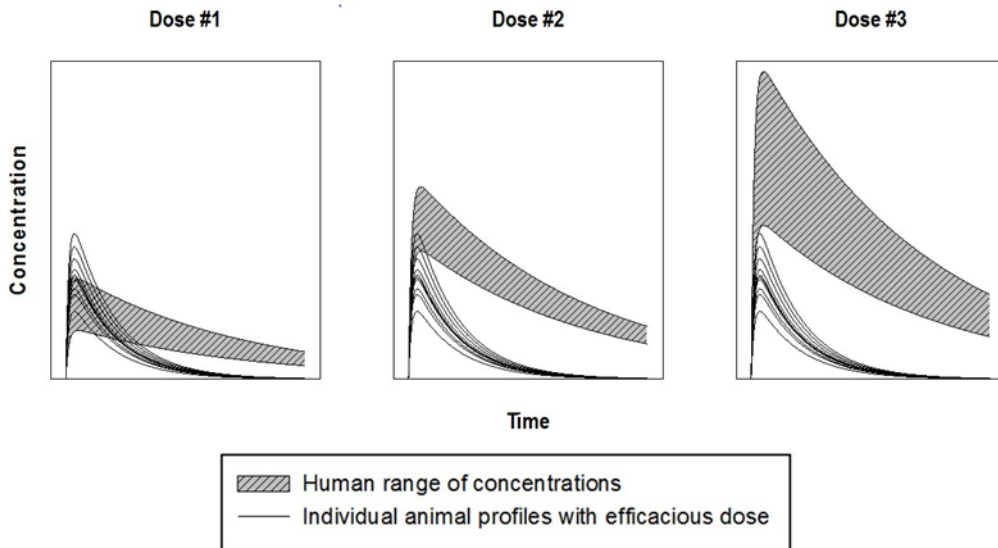 Dose #1
Dose #2
Dose #3
Concentration
Time
Human range of concentrations
Individual animal profiles with efficacious dose